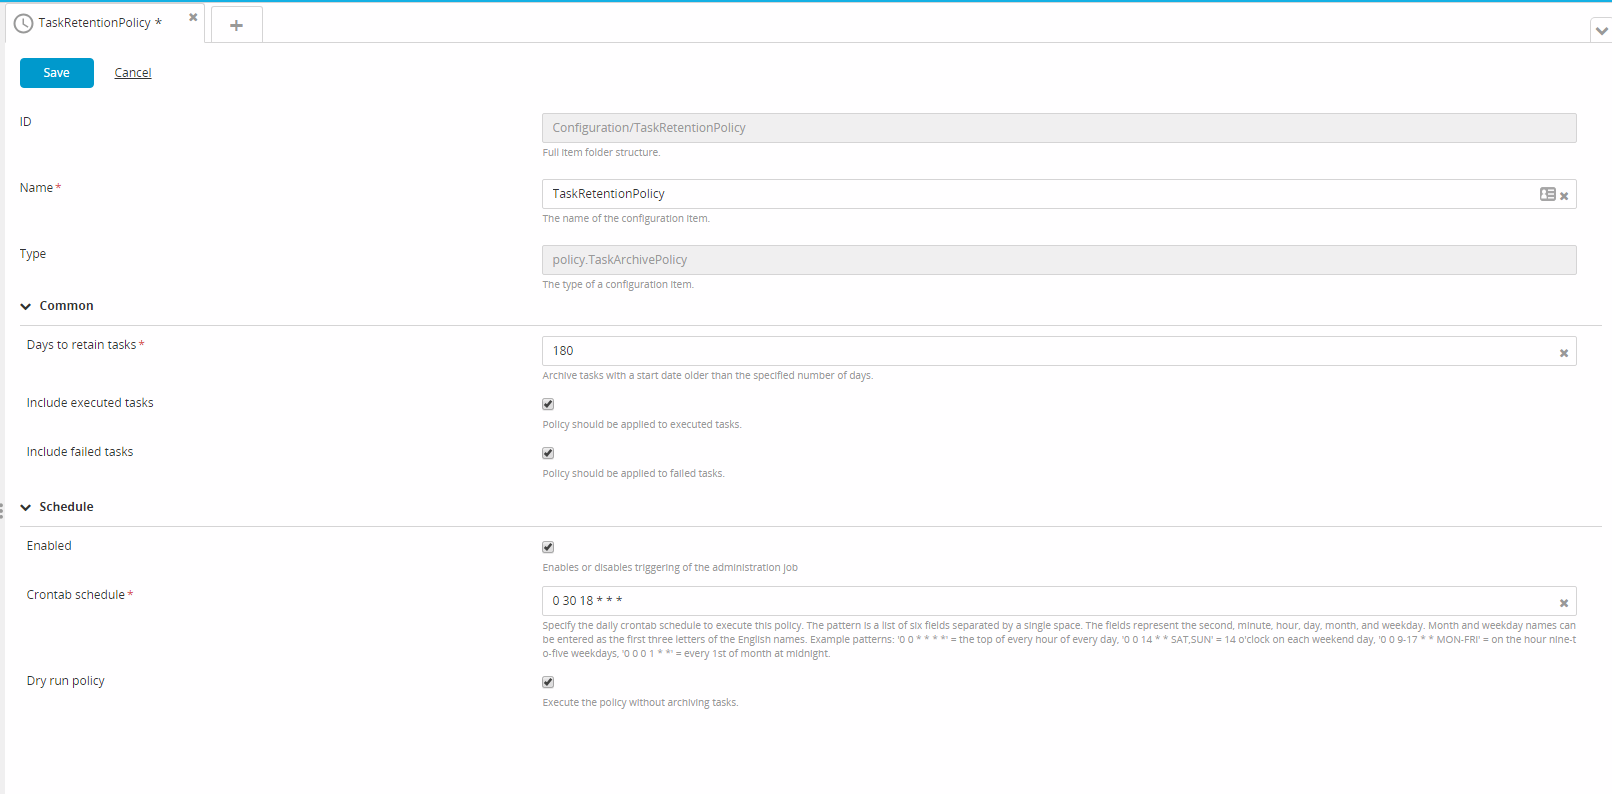 TaskRetentionPolicy *
Save Cancel
ID
Configuration/TaskRetentionPolicy
Full item folder structure.
Name*
TaskRetentionPolicy
The name of the configuration item.
Type
policy.TaskArchivePolicy
The type of a configuration item.
Common
Days to retain tasks*
180
Archive tasks with a start date older than the specified number of days.
Include executed tasks
Policy should be applied to executed tasks.
Include failed tasks
Policy should be applied to failed tasks.
Schedule
Enabled
Enables or disables triggering of the administration job
Crontab schedule*
0 30 18 * * *
Specify the daily crontab schedule to execute this policy. The pattern is a list of six fields separated by a single space. The fields represent the second, minute, hour, day, month, and weekday. Month and weekday names can
be entered as the first three letters of the English names. Example patterns: '0 0 * * * *' = the top of every hour of every day, '0 0 14 * * SAT,SUN' = 14 o'clock on each weekend day, '0 0 9-17 * * MON-FRI' = on the hour nine-t
o-five weekdays, '0 0 0 1 * *' = every 1st of month at midnight.
Dry run policy
Execute the policy without archiving tasks.